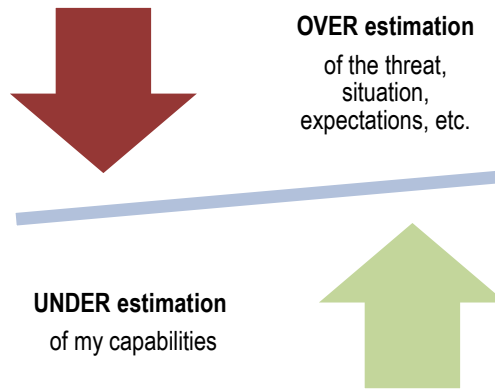 OVER estimation
of the threat,
situation,
expectations, etc.
UNDER estimation
of my capabilities